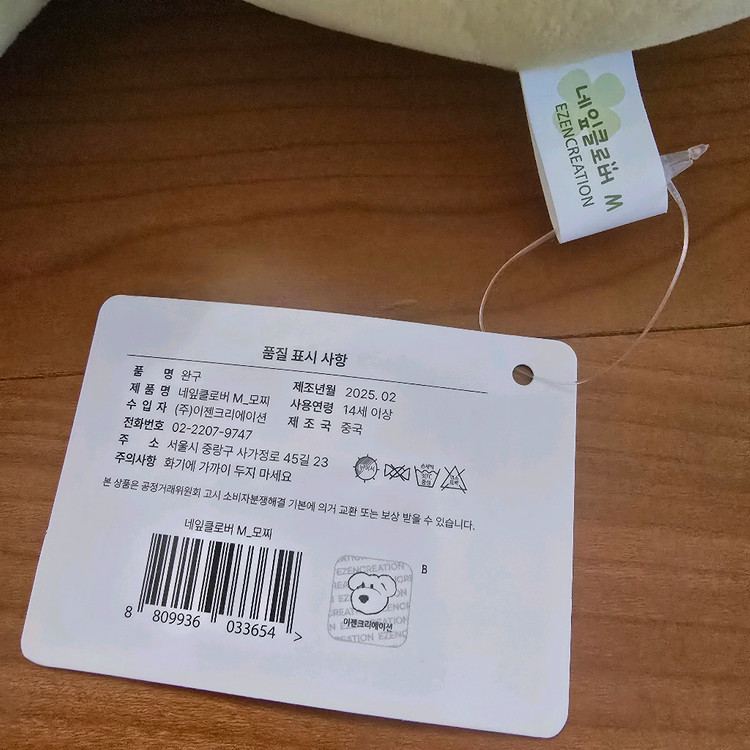 네잎클로버 M
EZENCREATION
품질 표시 사항
품 명 완구
제품명 네잎클로버 M_모찌
수입자 (주)이젠크리에이션
전화번호 02-2207-9747
주 소 서울시 중랑구 사가정로 45길 23
주의사항 화기에 가까이 두지 마세요
제조년월 2025. 02
사용연령 14세 이상
제조국 중국
본 상품은 공정거래위원회 고시 소비자분쟁해결 기본에 의거 교환 또는 보상 받을 수 있습니다.
네잎클로버 M_모찌
8 809936 033654 >
B
EZENCREATION
이젠크리에이션